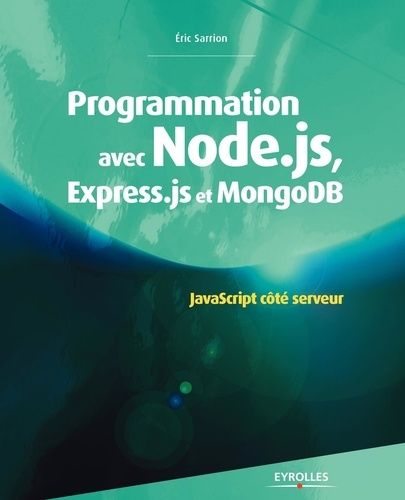 Éric Sarrion
Programmation
avec Node.js,
Express.js et MongoDB
JavaScript côté serveur
EYROLLES